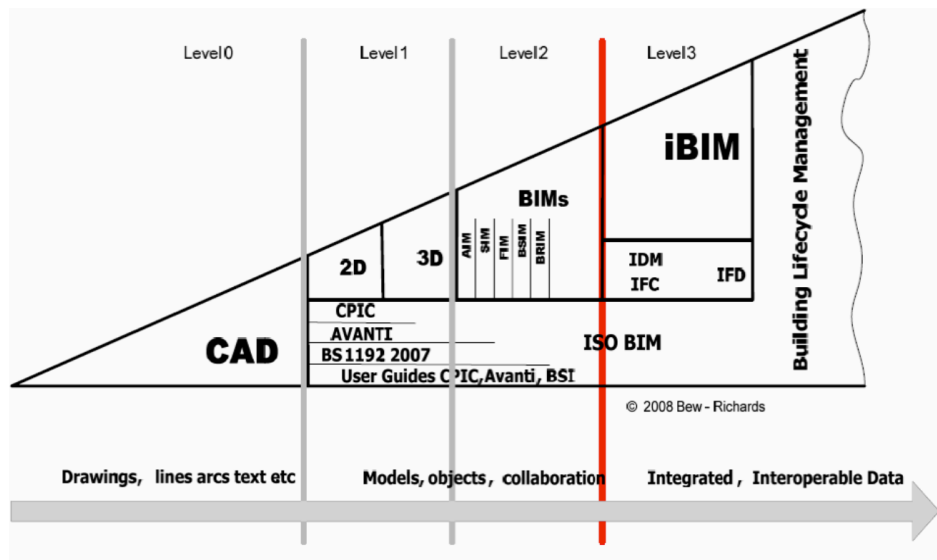 Level0 Level1 Level2 Level3
iBIM
BIMs
2D 3D
AIM
SIM
FIM
BSIM
BRIM
IDM
IFC
IFD
Building Lifecycle Management
CAD
CPIC
AVANTI
BS1192 2007
User Guides CPIC,Avanti, BSI
ISO BIM
© 2008 Bew - Richards
Drawings, lines arcs text etc Models, objects, collaboration Integrated, Interoperable Data